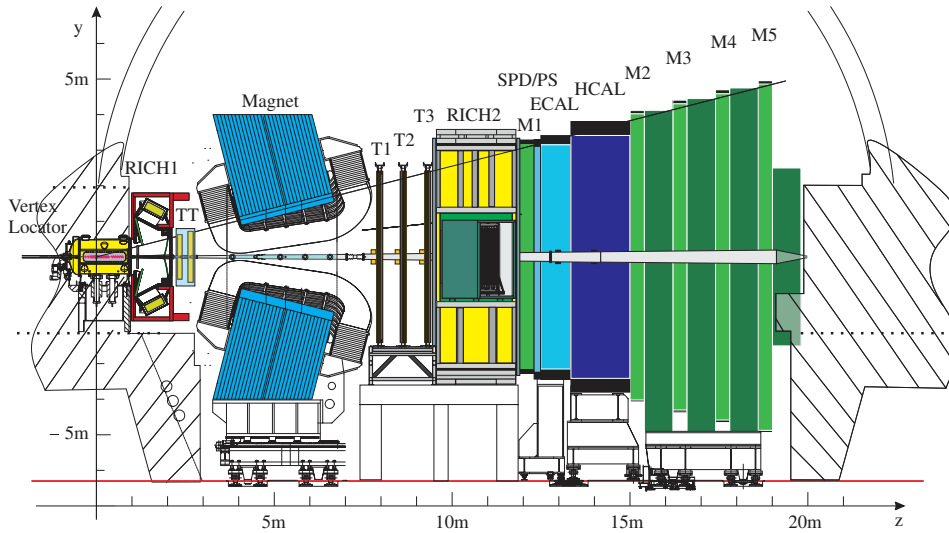 y
5m
Vertex
Locator
RICH1
TT
Magnet
T1
T2
T3
RICH2
M1
SPD/PS
ECAL
HCAL
M2
M3
M4
M5
− 5m
5m
10m
15m
20m
z